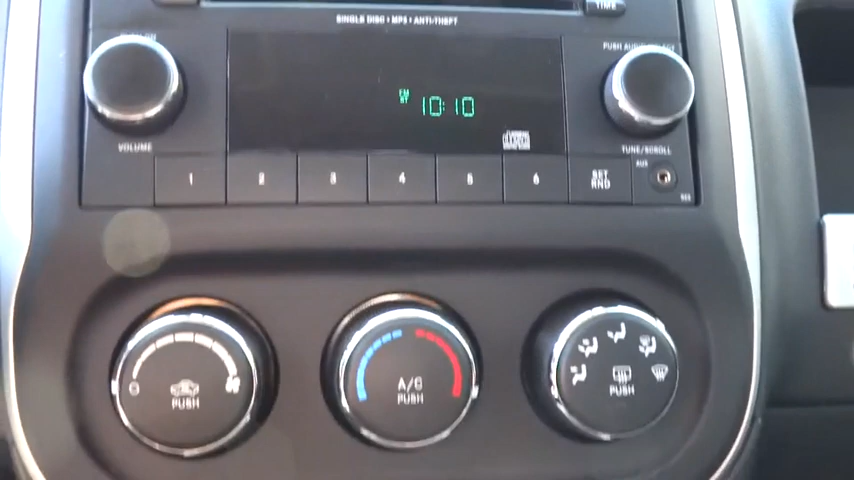 SINGLE DISC • MP3 • ANTI-THEFT
TIME
VOLUME
FM
10:10
TUNE/SCROLL
1
2
3
4
5
6
SET
RND
AUX
PUSH
A/C
PUSH
PUSH